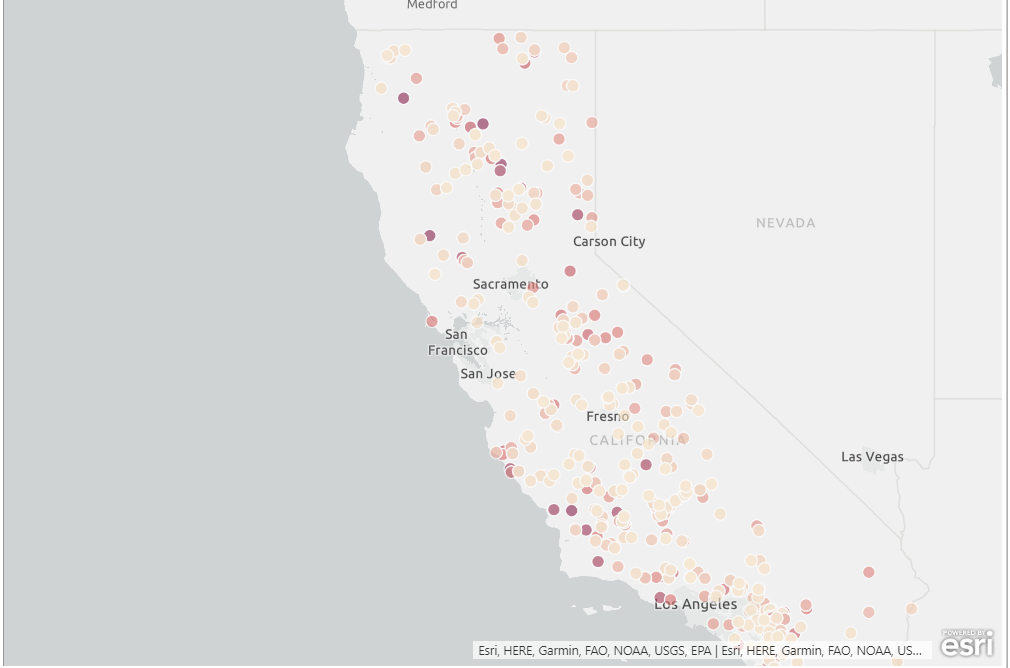 Medford
NEVADA
Carson City
Sacramento
San
Francisco
San Jose
Fresno
CALIFORNIA
Las Vegas
Los Angeles
Esri, HERE, Garmin, FAO, NOAA, USGS, EPA | Esri, HERE, Garmin, FAO, NOAA, US...
POWERED BY
esri